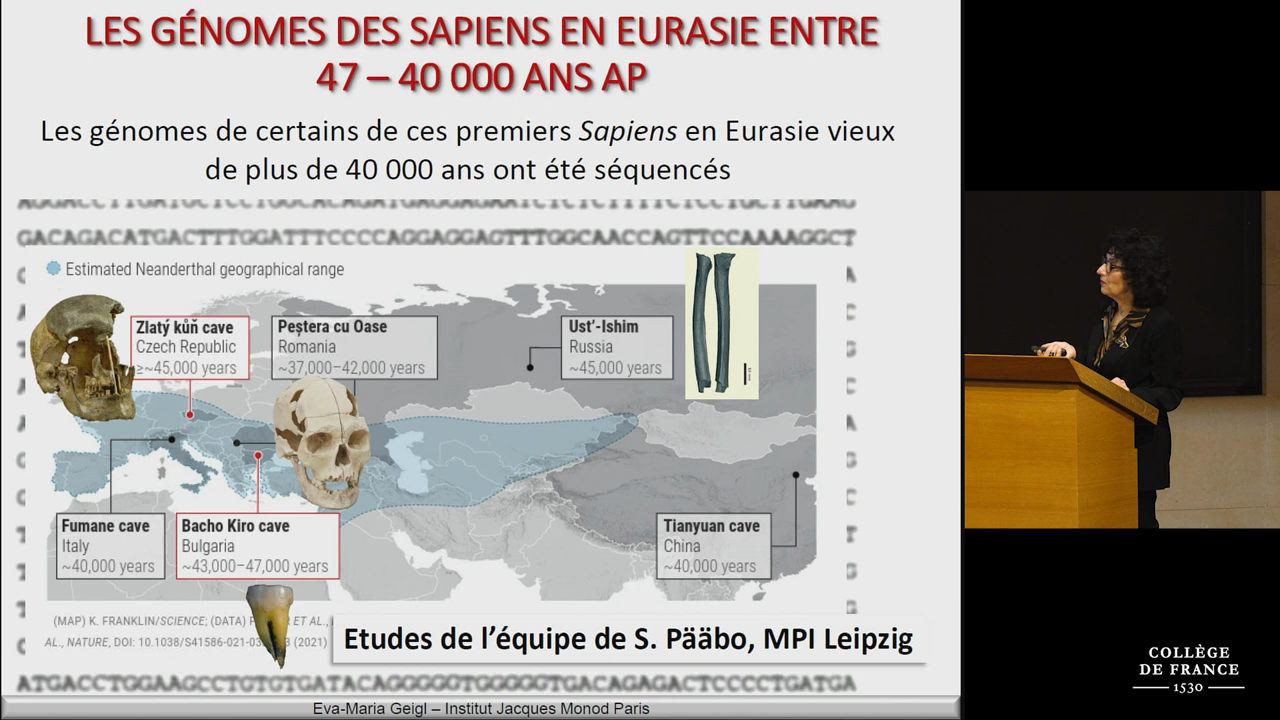 LES GÉNOMES DES SAPIENS EN EURASIE ENTRE
47 – 40 000 ANS AP
Les génomes de certains de ces premiers Sapiens en Eurasie vieux
de plus de 40 000 ans ont été séquencés
GACAGACATGACTTTGGATTTCCCCAGGAGGAGTTTGGCAACCAGTTCCAAAAGGCT
Estimated Neanderthal geographical range
Zlatý kůň cave
Czech Republic
≥~45,000 years
Peștera cu Oase
Romania
~37,000–42,000 years
Ust’-Ishim
Russia
~45,000 years
Fumane cave
Italy
~40,000 years
Bacho Kiro cave
Bulgaria
~43,000–47,000 years
Tianyuan cave
China
~40,000 years
(MAP) K. FRANKLIN/SCIENCE; (DATA) ET AL.,
AL., NATURE, DOI: 10.1038/S41586-021-03 (2021)
Etudes de l’équipe de S. Pääbo, MPI Leipzig
Eva-Maria Geigl – Institut Jacques Monod Paris
COLLÈGE
DE FRANCE
1530